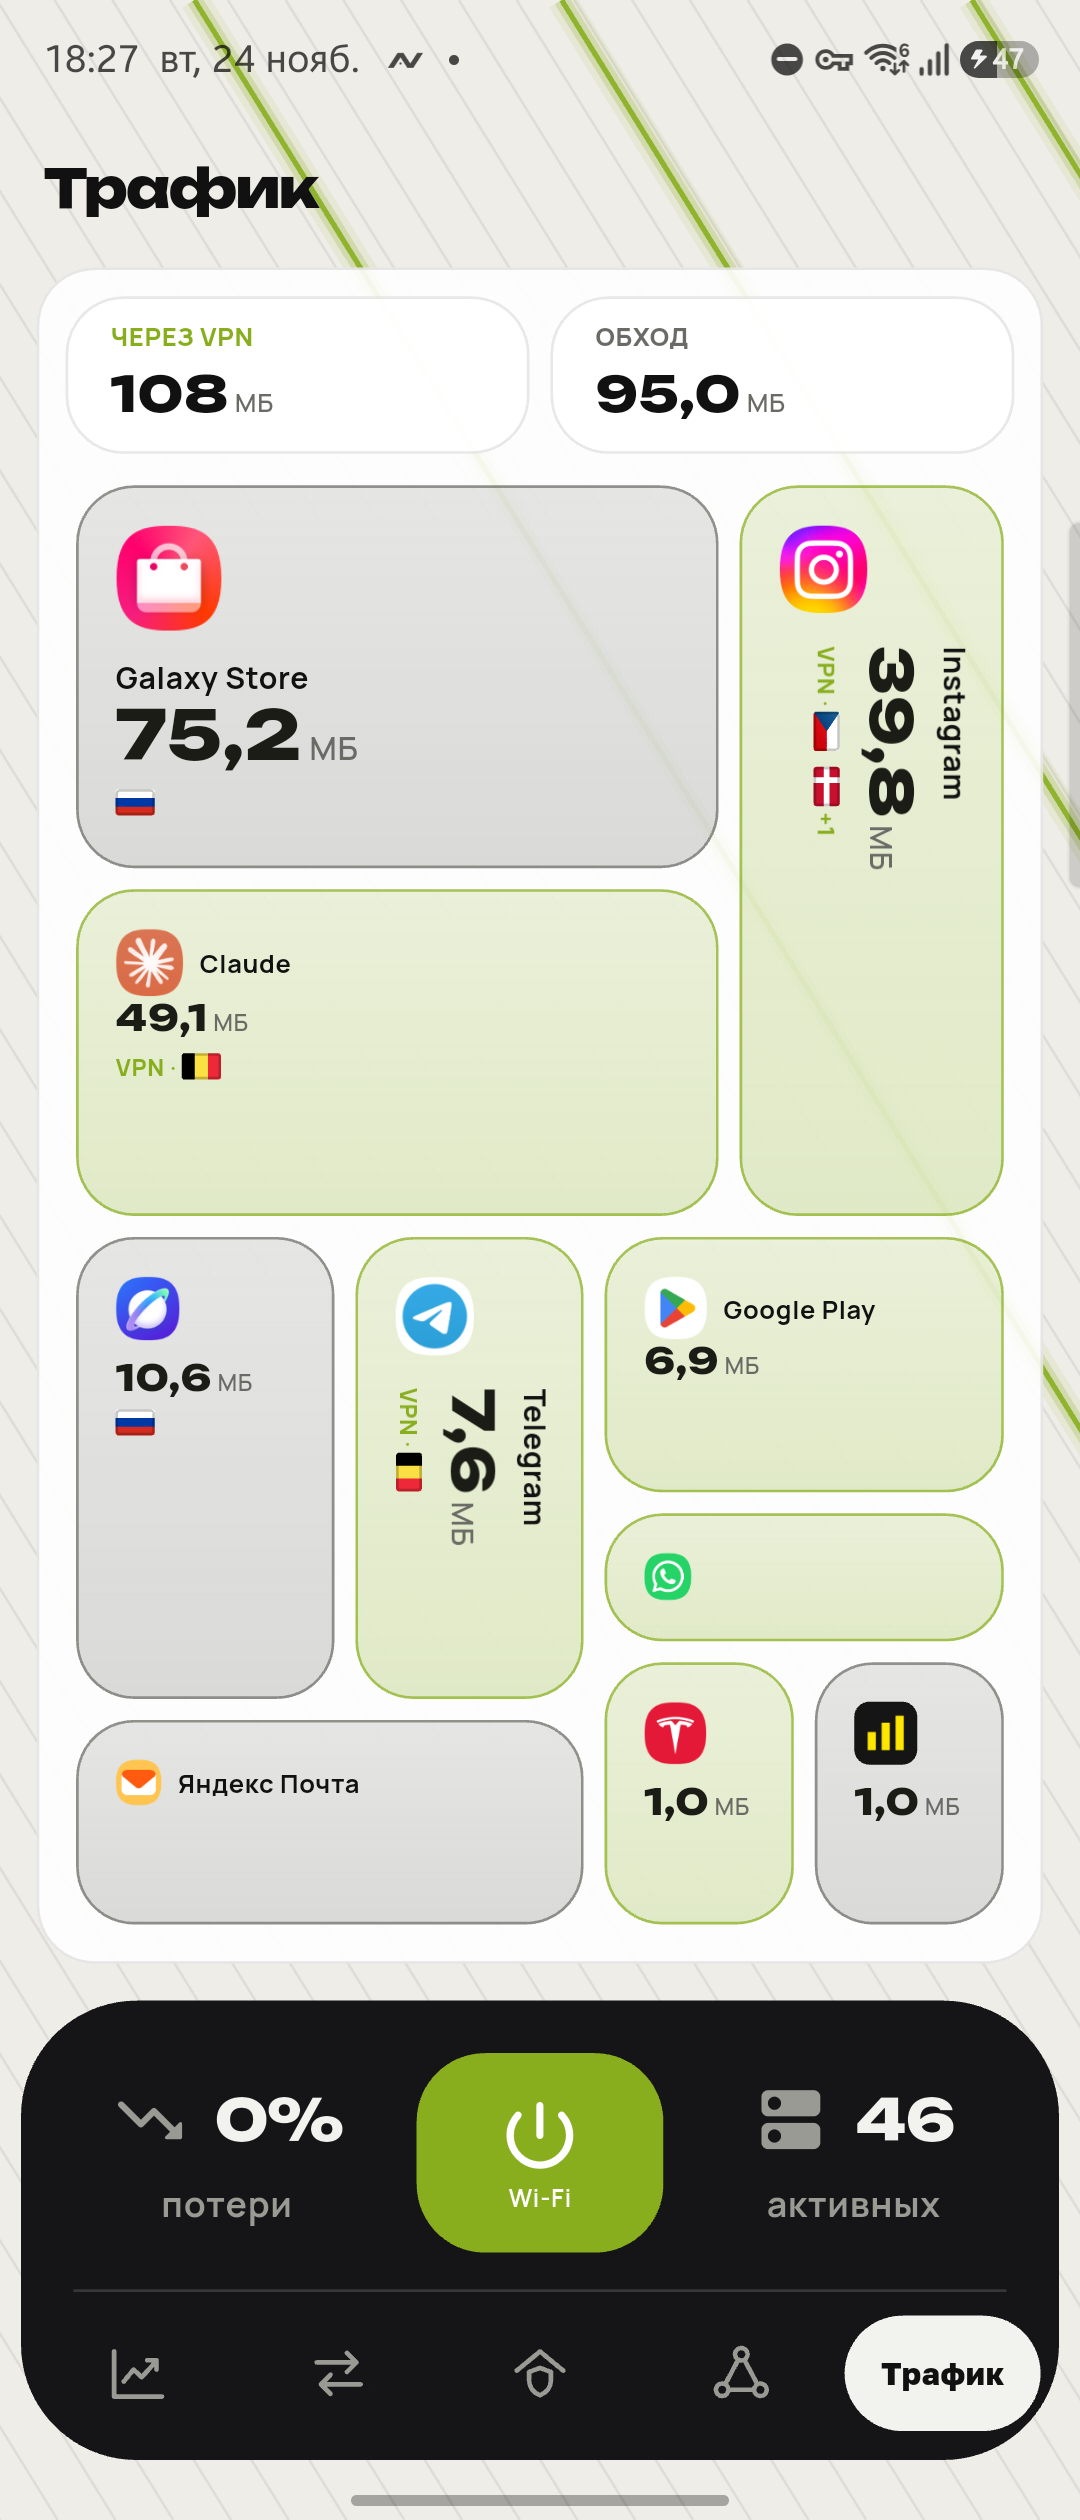 18:27 вт, 24 нояб.
6
47
Трафик
ЧЕРЕЗ VPN
108 МБ
ОБХОД
95,0 МБ
Galaxy Store
75,2 МБ
Instagram
39,8 МБ
VPN · +1
Claude
49,1 МБ
VPN ·
10,6 МБ
Telegram
7,6 МБ
VPN ·
Google Play
6,9 МБ
Яндекс Почта
1,0 МБ
1,0 МБ
0%
потери
Wi-Fi
46
активных
Трафик